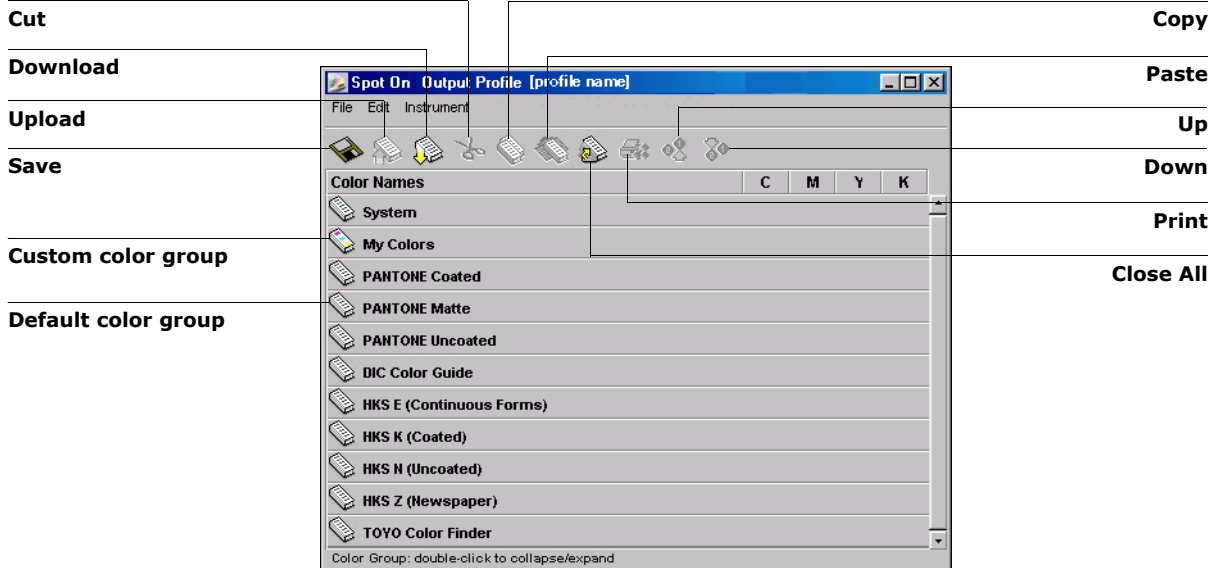 Cut
Copy
Download
Paste
Upload
Up
Save
Down
Print
Custom color group
Close All
Default color group
Spot On Output Profile [profile name]
File Edit Instrument
Color Names C M Y K
System
My Colors
PANTONE Coated
PANTONE Matte
PANTONE Uncoated
DIC Color Guide
HKS E (Continuous Forms)
HKS K (Coated)
HKS N (Uncoated)
HKS Z (Newspaper)
TOYO Color Finder
Color Group: double-click to collapse/expand